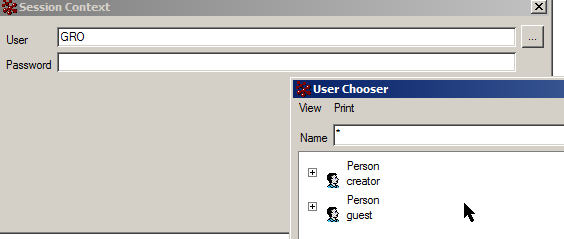 Session Context
User GRO ...
Password
User Chooser
View Print
Name *
Person
creator
Person
guest